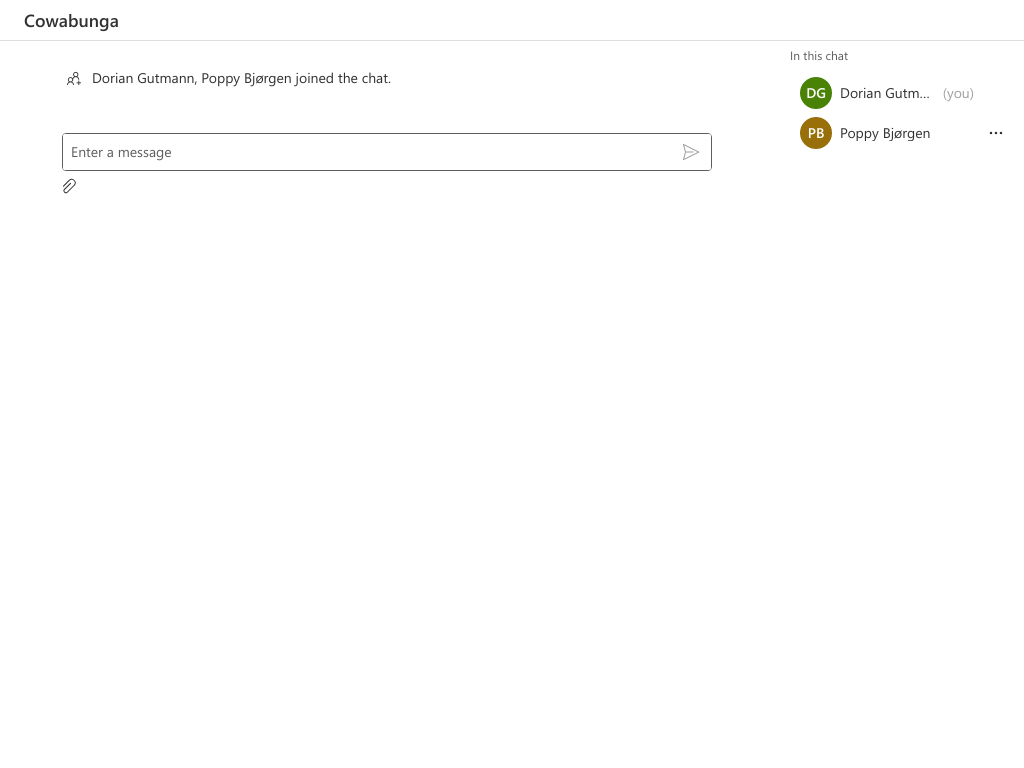 Cowabunga
In this chat
Dorian Gutmann, Poppy Bjørgen joined the chat.
DG Dorian Gutm... (you)
PB Poppy Bjørgen
Enter a message